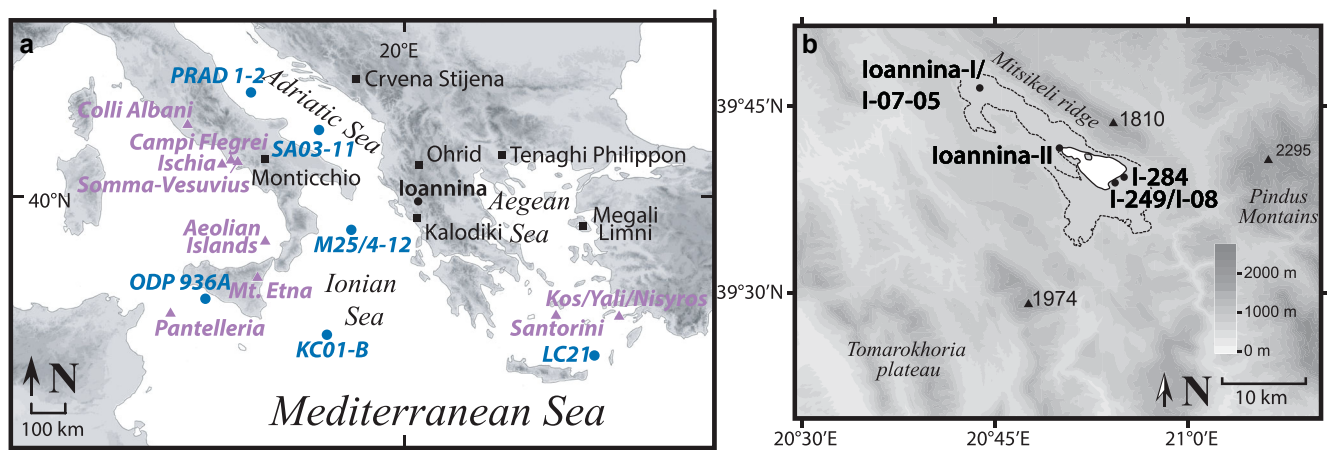 a
20°E
PRAD 1-2
Adriatic Sea
Crvena Stijena
Colli Albani
Campi Flegrei
SA03-11
Ischia
Somma-Vesuvius
Monticchio
Ohrid
Tenaghi Philippon
40°N
Ioannina
Aegean
Sea
Kalodiki
Megali
Limni
Aeolian
Islands
M25/4-12
ODP 936A
Mt. Etna
Ionian
Sea
Kos/Yali/Nisyros
Pantelleria
Santorini
KC01-B
LC21
N
100 km
Mediterranean Sea
b
Ioannina-I/
I-07-05
Mitsikeli ridge
39°45'N
1810
Ioannina-II
2295
I-284
I-249/I-08
Pindus
Montains
2000 m
1000 m
0 m
39°30'N
1974
Tomarokhoria
plateau
N
10 km
20°30'E
20°45'E
21°0'E